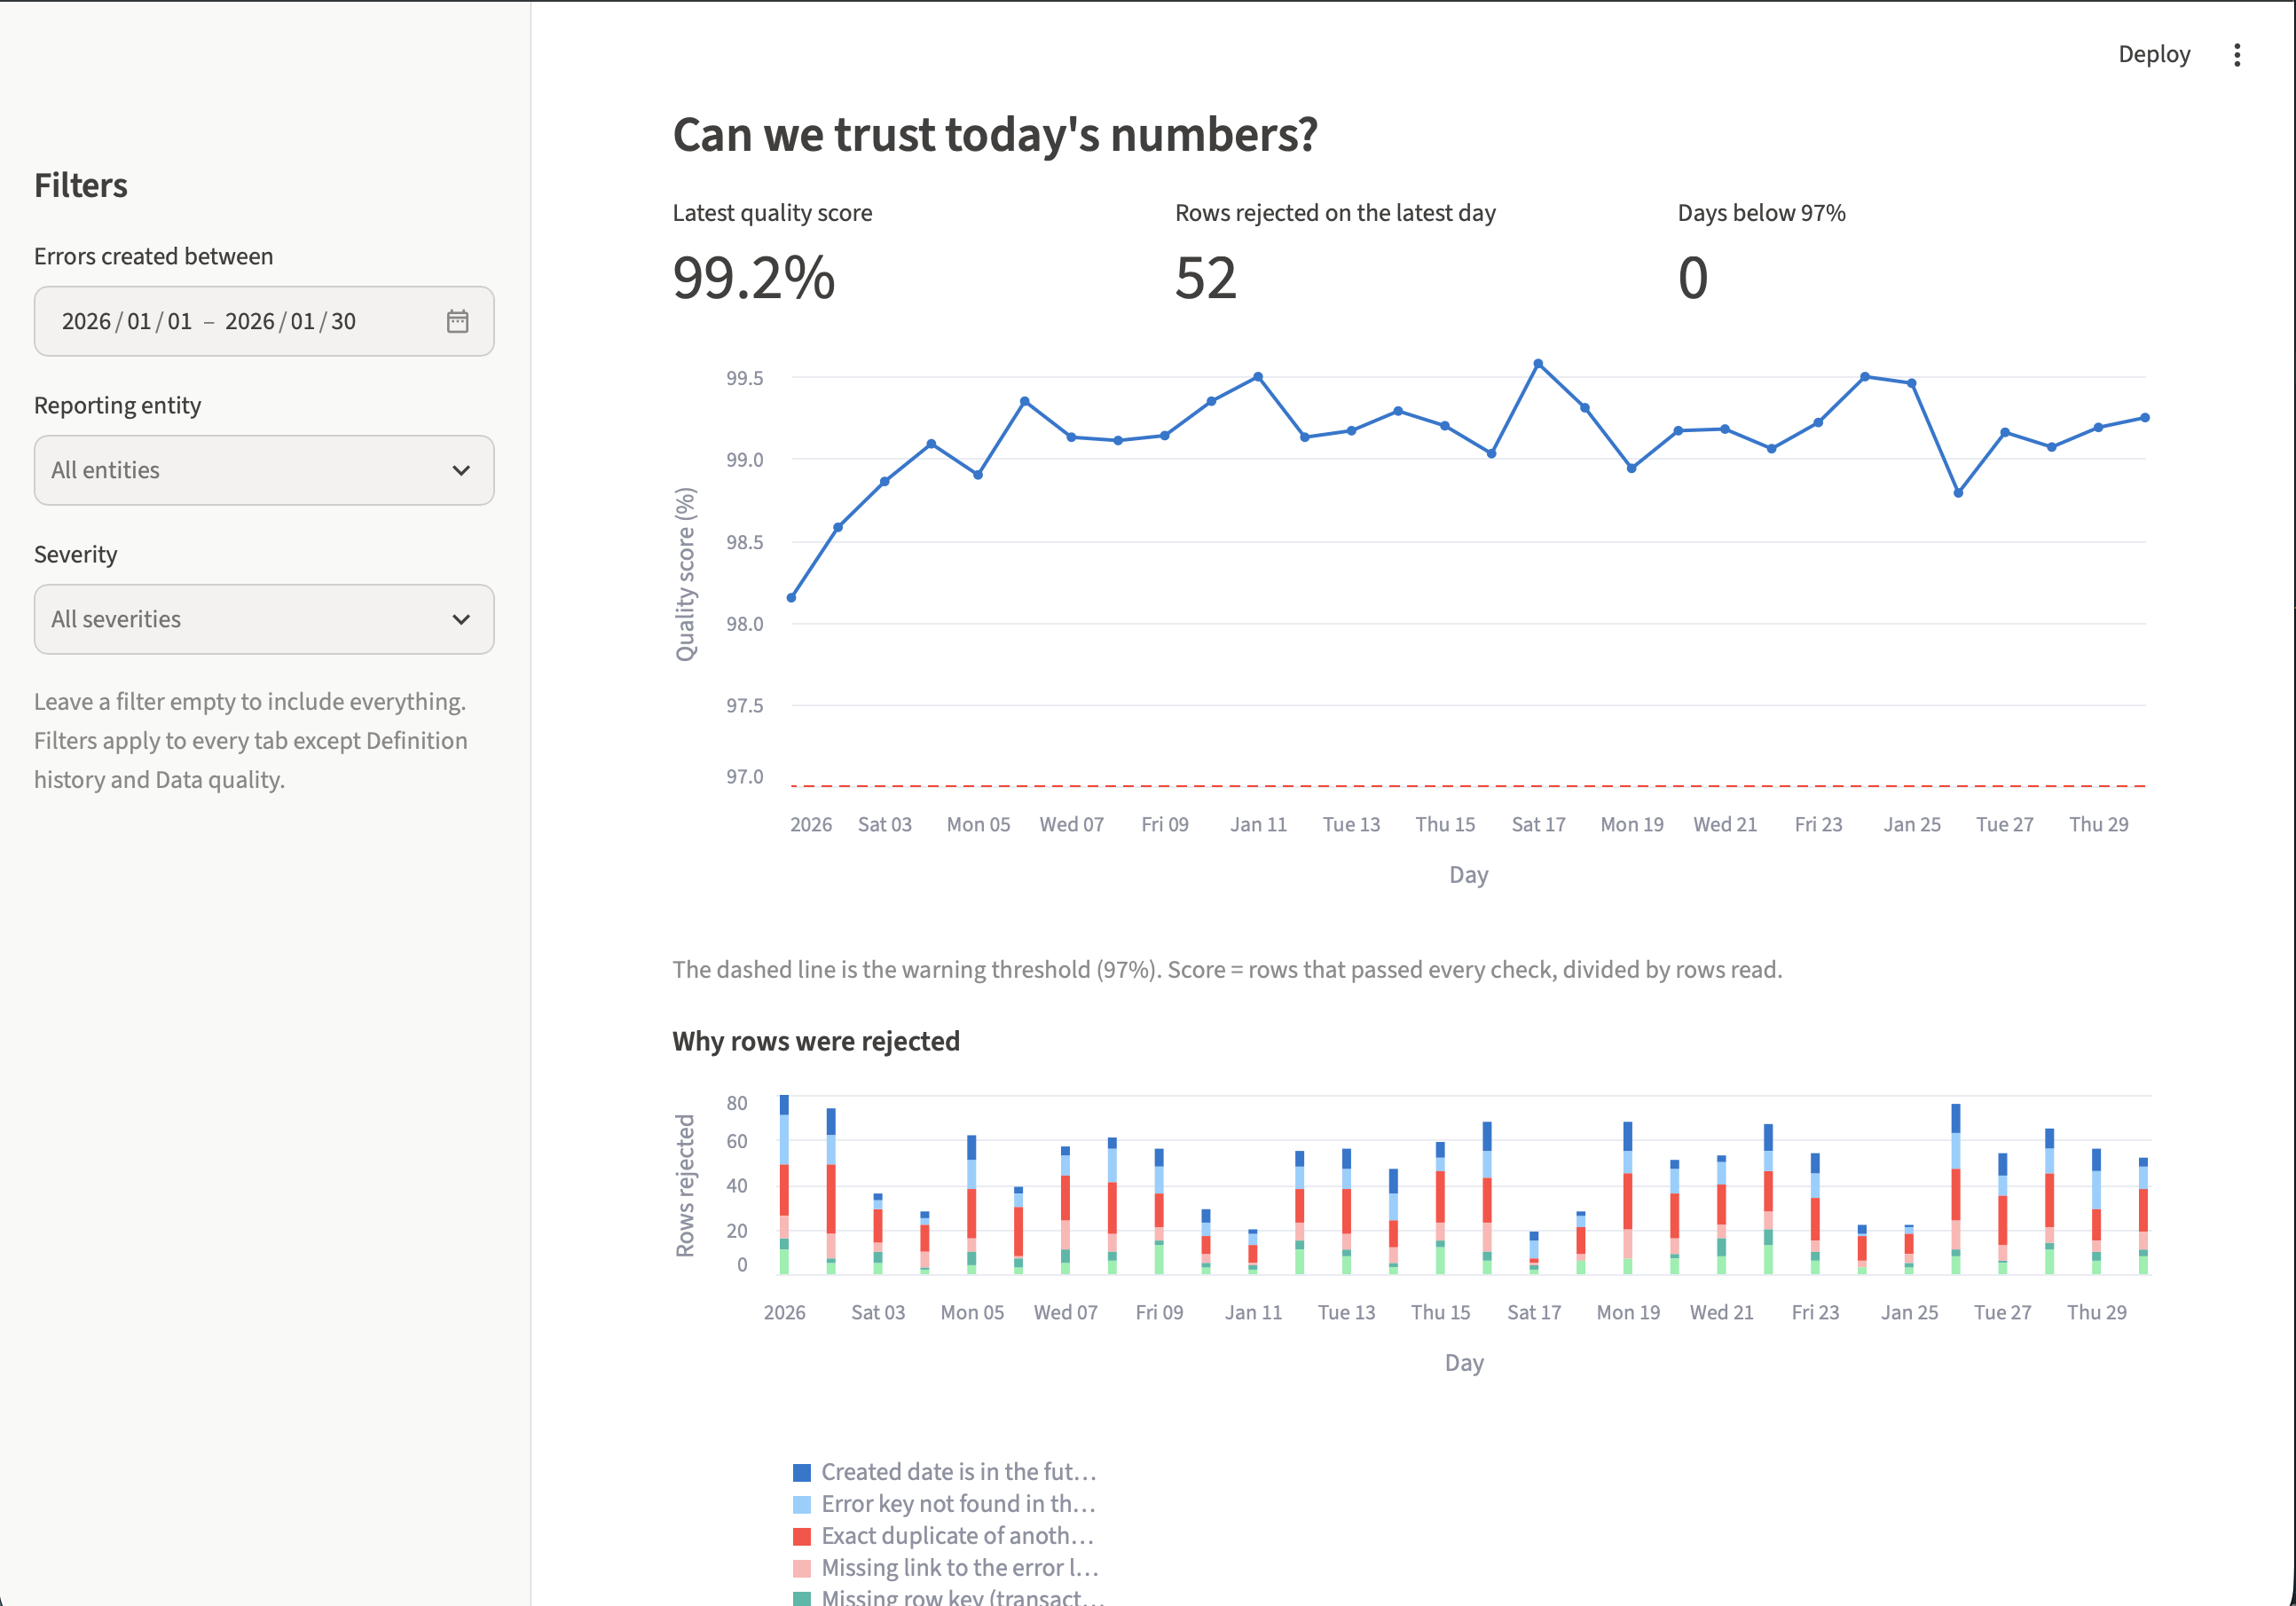 Deploy
Filters
Errors created between
2026/01/01 – 2026/01/30
Reporting entity
All entities
Severity
All severities
Leave a filter empty to include everything.
Filters apply to every tab except Definition
history and Data quality.
Can we trust today's numbers?
Latest quality score
Rows rejected on the latest day
Days below 97%
99.2%
52
0
99.5
99.0
98.5
98.0
97.5
97.0
Quality score (%)
2026 Sat 03 Mon 05 Wed 07 Fri 09 Jan 11 Tue 13 Thu 15 Sat 17 Mon 19 Wed 21 Fri 23 Jan 25 Tue 27 Thu 29
Day
The dashed line is the warning threshold (97%). Score = rows that passed every check, divided by rows read.
Why rows were rejected
80
60
40
20
0
Rows rejected
2026 Sat 03 Mon 05 Wed 07 Fri 09 Jan 11 Tue 13 Thu 15 Sat 17 Mon 19 Wed 21 Fri 23 Jan 25 Tue 27 Thu 29
Day
Created date is in the fut…
Error key not found in th…
Exact duplicate of anoth…
Missing link to the error l…
Missing row key (transact…